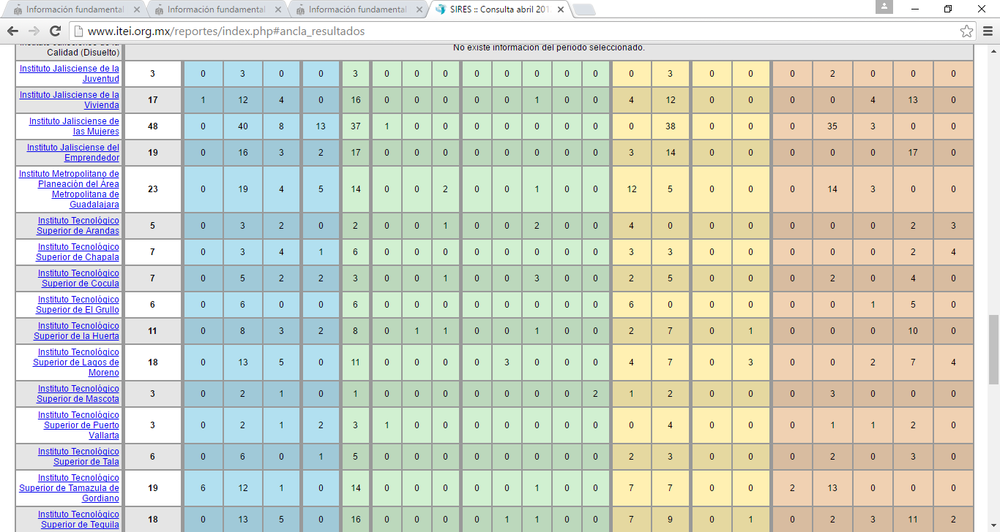 Información fundamental
Información fundamental
Información fundamental
SIRES :: Consulta abril 201
www.itei.org.mx/reportes/index.php#ancla_resultados
Instituto Jalisciense de la
Calidad (Disuelto)
No existe información del periodo seleccionado.
Instituto Jalisciense de la
Juventud
3 0 3 0 0 3 0 0 0 0 0 0 0 0 0 3 0 0 0 2 0 0 0
Instituto Jalisciense de la
Vivienda
17 1 12 4 0 16 0 0 0 0 0 1 0 0 4 12 0 0 0 0 4 13 0
Instituto Jalisciense de
las Mujeres
48 0 40 8 13 37 1 0 0 0 0 0 0 0 0 38 0 0 0 35 3 0 0
Instituto Jalisciense del
Emprendedor
19 0 16 3 2 17 0 0 0 0 0 0 0 0 3 14 0 0 0 0 0 17 0
Instituto Metropolitano de
Planeación del Área
Metropolitana de
Guadalajara
23 0 19 4 5 14 0 0 2 0 0 1 0 0 12 5 0 0 0 14 3 0 0
Instituto Tecnológico
Superior de Arandas
5 0 3 2 0 2 0 0 1 0 0 2 0 0 4 0 0 0 0 0 0 2 3
Instituto Tecnológico
Superior de Chapala
7 0 3 4 1 6 0 0 0 0 0 0 0 0 3 3 0 0 0 0 0 2 4
Instituto Tecnológico
Superior de Cocula
7 0 5 2 2 3 0 0 1 0 0 3 0 0 2 5 0 0 0 2 0 4 0
Instituto Tecnológico
Superior de El Grullo
6 0 6 0 0 6 0 0 0 0 0 0 0 0 6 0 0 0 0 0 1 5 0
Instituto Tecnológico
Superior de la Huerta
11 0 8 3 2 8 0 1 1 0 0 1 0 0 2 7 0 1 0 0 0 10 0
Instituto Tecnológico
Superior de Lagos de
Moreno
18 0 13 5 0 11 0 0 0 0 3 0 0 0 4 7 0 3 0 0 2 7 4
Instituto Tecnológico
Superior de Mascota
3 0 2 1 0 1 0 0 0 0 0 0 0 2 1 2 0 0 0 3 0 0 0
Instituto Tecnológico
Superior de Puerto
Vallarta
3 0 2 1 2 3 1 0 0 0 0 0 0 0 0 4 0 0 0 1 1 2 0
Instituto Tecnológico
Superior de Tala
6 0 6 0 1 5 0 0 0 0 0 0 0 0 2 3 0 0 0 2 0 3 0
Instituto Tecnológico
Superior de Tamazula de
Gordiano
19 6 12 1 0 14 0 0 0 0 0 1 0 0 7 7 0 0 2 13 0 0 0
Instituto Tecnológico
Superior de Tequila
18 0 13 5 0 16 0 0 0 0 1 1 0 0 7 9 0 1 0 2 3 11 2